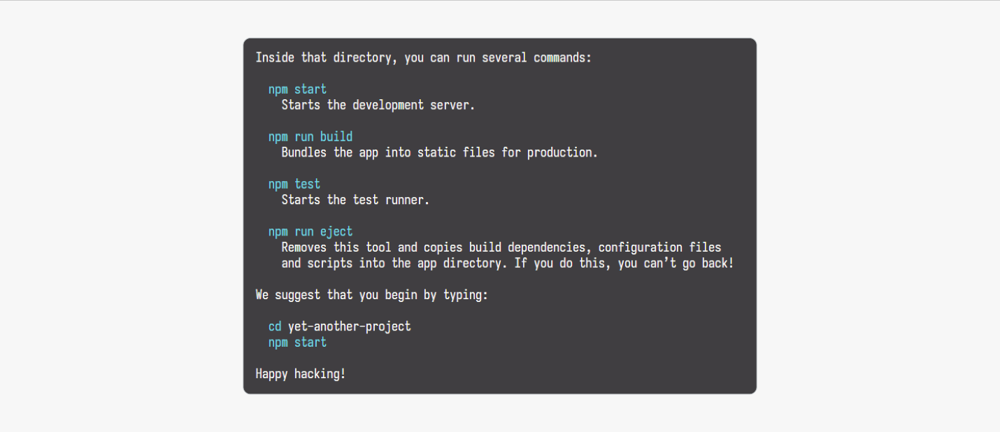 Inside that directory, you can run several commands:
npm start
Starts the development server.
npm run build
Bundles the app into static files for production.
npm test
Starts the test runner.
npm run eject
Removes this tool and copies build dependencies, configuration files
and scripts into the app directory. If you do this, you can’t go back!
We suggest that you begin by typing:
cd yet-another-project
npm start
Happy hacking!